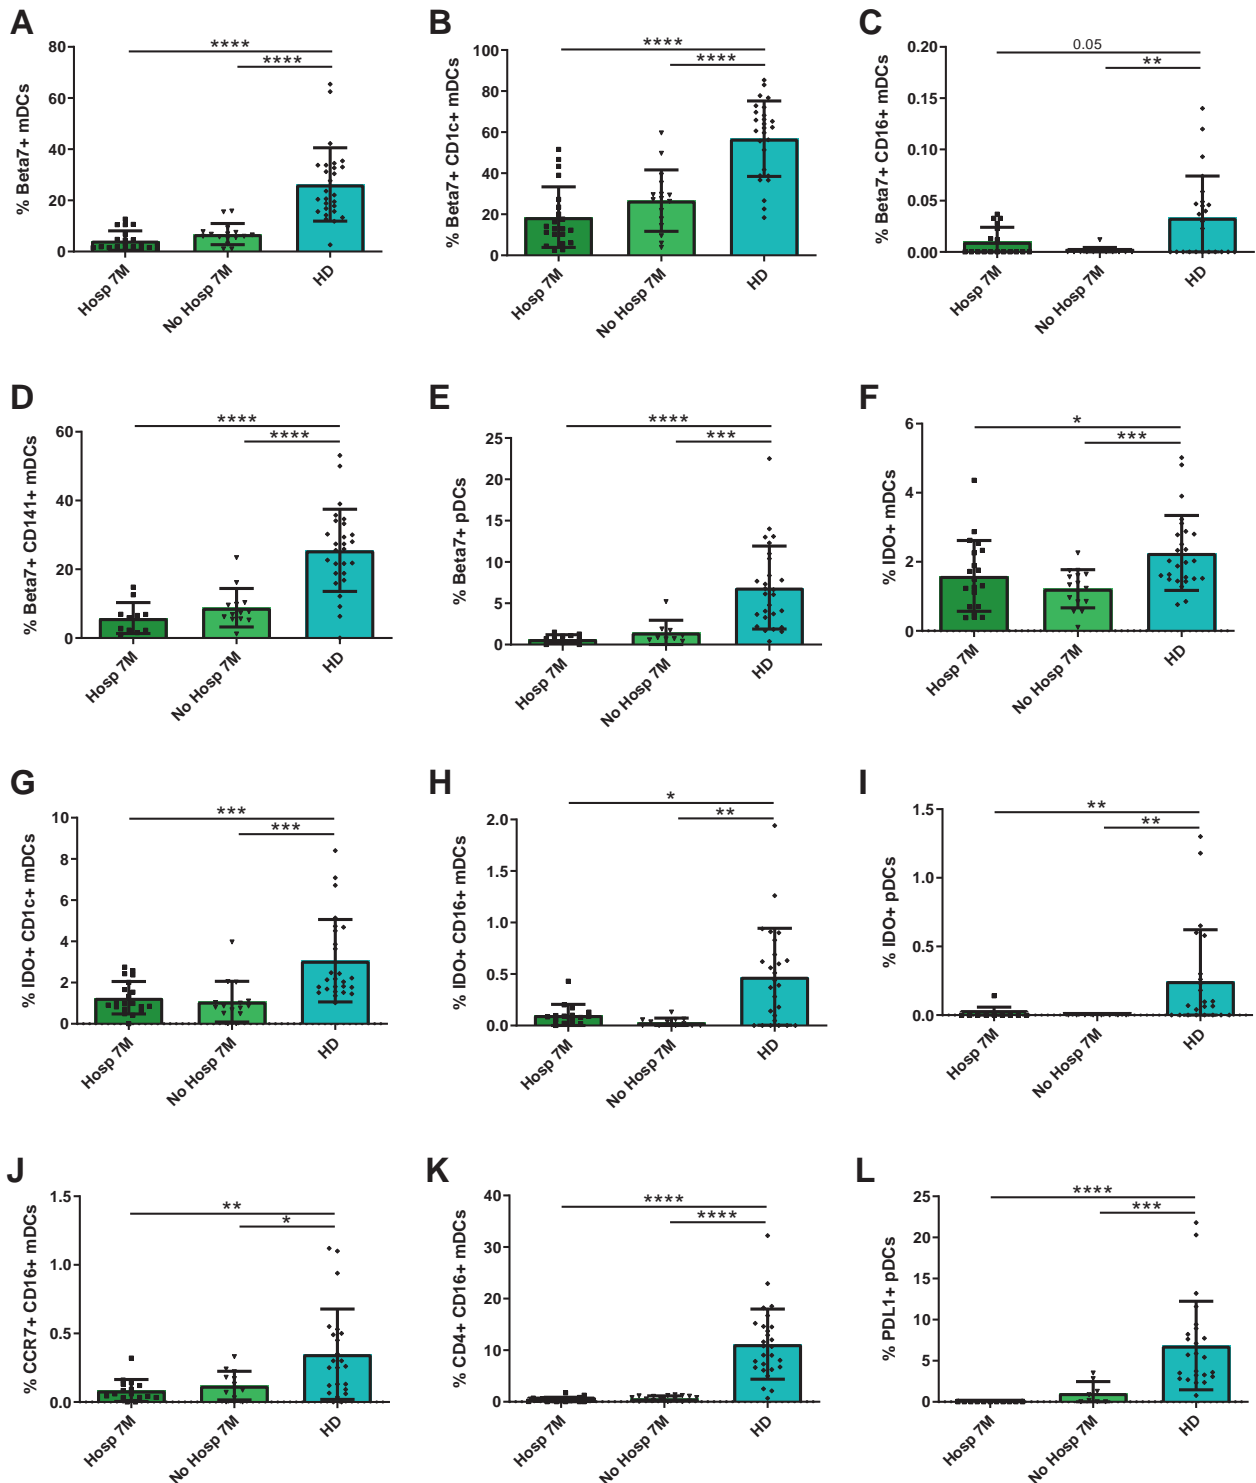 A
% Beta7+ mDCs
80
60
40
20
0
****
****
Hosp 7M
No Hosp 7M
HD
B
% Beta7+ CD1c+ mDCs
100
80
60
40
20
0
****
****
Hosp 7M
No Hosp 7M
HD
C
% Beta7+ CD16+ mDCs
0.20
0.15
0.10
0.05
0.00
0.05
**
Hosp 7M
No Hosp 7M
HD
D
% Beta7+ CD141+ mDCs
60
40
20
0
****
****
Hosp 7M
No Hosp 7M
HD
E
% Beta7+ pDCs
25
20
15
10
5
0
****
***
Hosp 7M
No Hosp 7M
HD
F
% IDO+ mDCs
6
4
2
0
*
***
Hosp 7M
No Hosp 7M
HD
G
% IDO+ CD1c+ mDCs
10
8
6
4
2
0
***
***
Hosp 7M
No Hosp 7M
HD
H
% IDO+ CD16+ mDCs
2.0
1.5
1.0
0.5
0.0
*
**
Hosp 7M
No Hosp 7M
HD
I
% IDO+ pDCs
1.5
1.0
0.5
0.0
**
**
Hosp 7M
No Hosp 7M
HD
J
% CCR7+ CD16+ mDCs
1.5
1.0
0.5
0.0
**
*
Hosp 7M
No Hosp 7M
HD
K
% CD4+ CD16+ mDCs
40
30
20
10
0
****
****
Hosp 7M
No Hosp 7M
HD
L
% PDL1+ pDCs
25
20
15
10
5
0
****
***
Hosp 7M
No Hosp 7M
HD